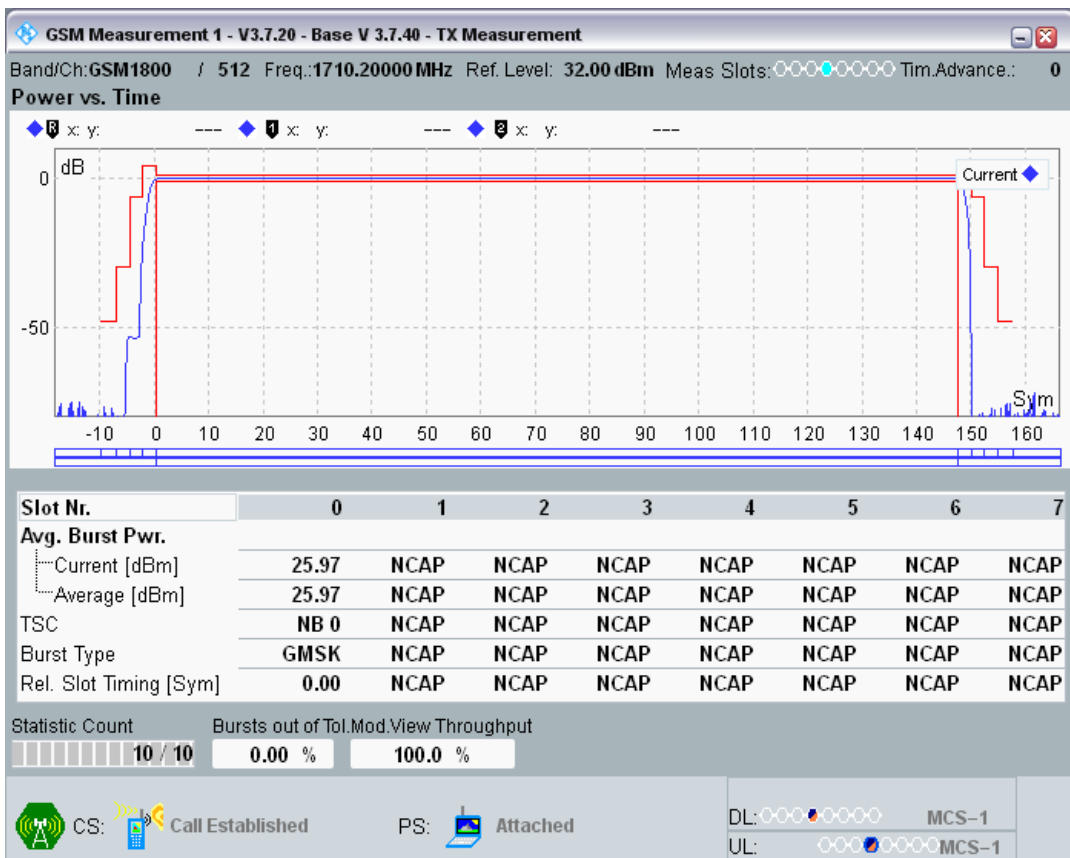 GSM Measurement 1 - V3.7.20 - Base V 3.7.40 - TX Measurement
Band/Ch:GSM1800 / 512 Freq.:1710.20000 MHz Ref. Level: 32.00 dBm Meas Slots: Tim.Advance.: 0
Power vs. Time
R x: y: --- 1 x: y: --- 2 x: y: ---
dB
Current
0
-50
Sym
-10 0 10 20 30 40 50 60 70 80 90 100 110 120 130 140 150 160
Slot Nr. 0 1 2 3 4 5 6 7
Avg. Burst Pwr.
Current [dBm] 25.97 NCAP NCAP NCAP NCAP NCAP NCAP NCAP
Average [dBm] 25.97 NCAP NCAP NCAP NCAP NCAP NCAP NCAP
TSC NB 0 NCAP NCAP NCAP NCAP NCAP NCAP NCAP
Burst Type GMSK NCAP NCAP NCAP NCAP NCAP NCAP NCAP
Rel. Slot Timing [Sym] 0.00 NCAP NCAP NCAP NCAP NCAP NCAP NCAP
Statistic Count Bursts out of Tol.Mod.View Throughput
10 / 10 0.00 % 100.0 %
CS: Call Established PS: Attached
DL: MCS-1
UL: MCS-1